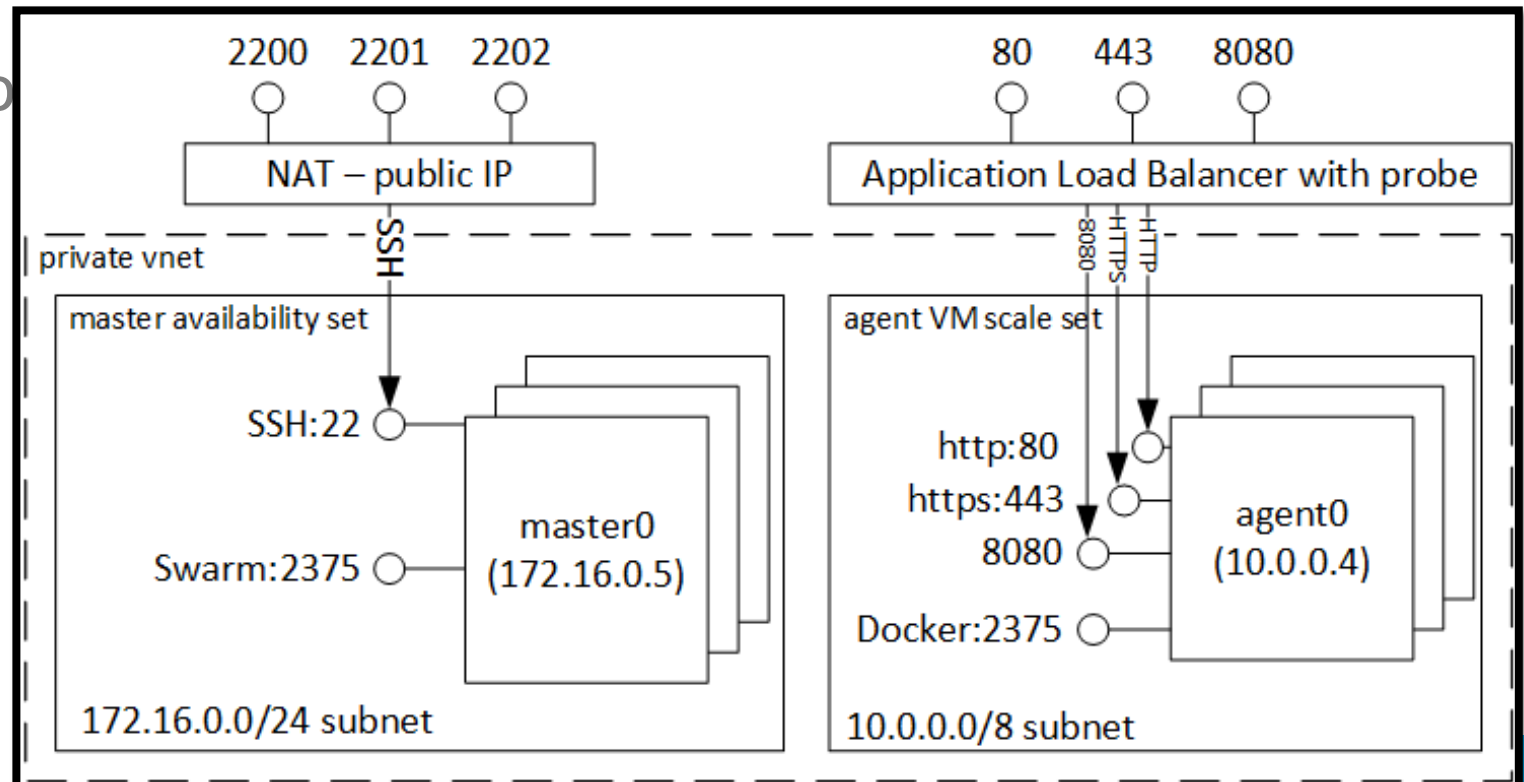 2200 2201 2202
80 443 8080
NAT – public IP
Application Load Balancer with probe
SSH
8080
HTTPS
HTTP
private vnet
master availability set
SSH:22
Swarm:2375
master0
(172.16.0.5)
172.16.0.0/24 subnet
agent VM scale set
http:80
https:443
8080
Docker:2375
agent0
(10.0.0.4)
10.0.0.0/8 subnet